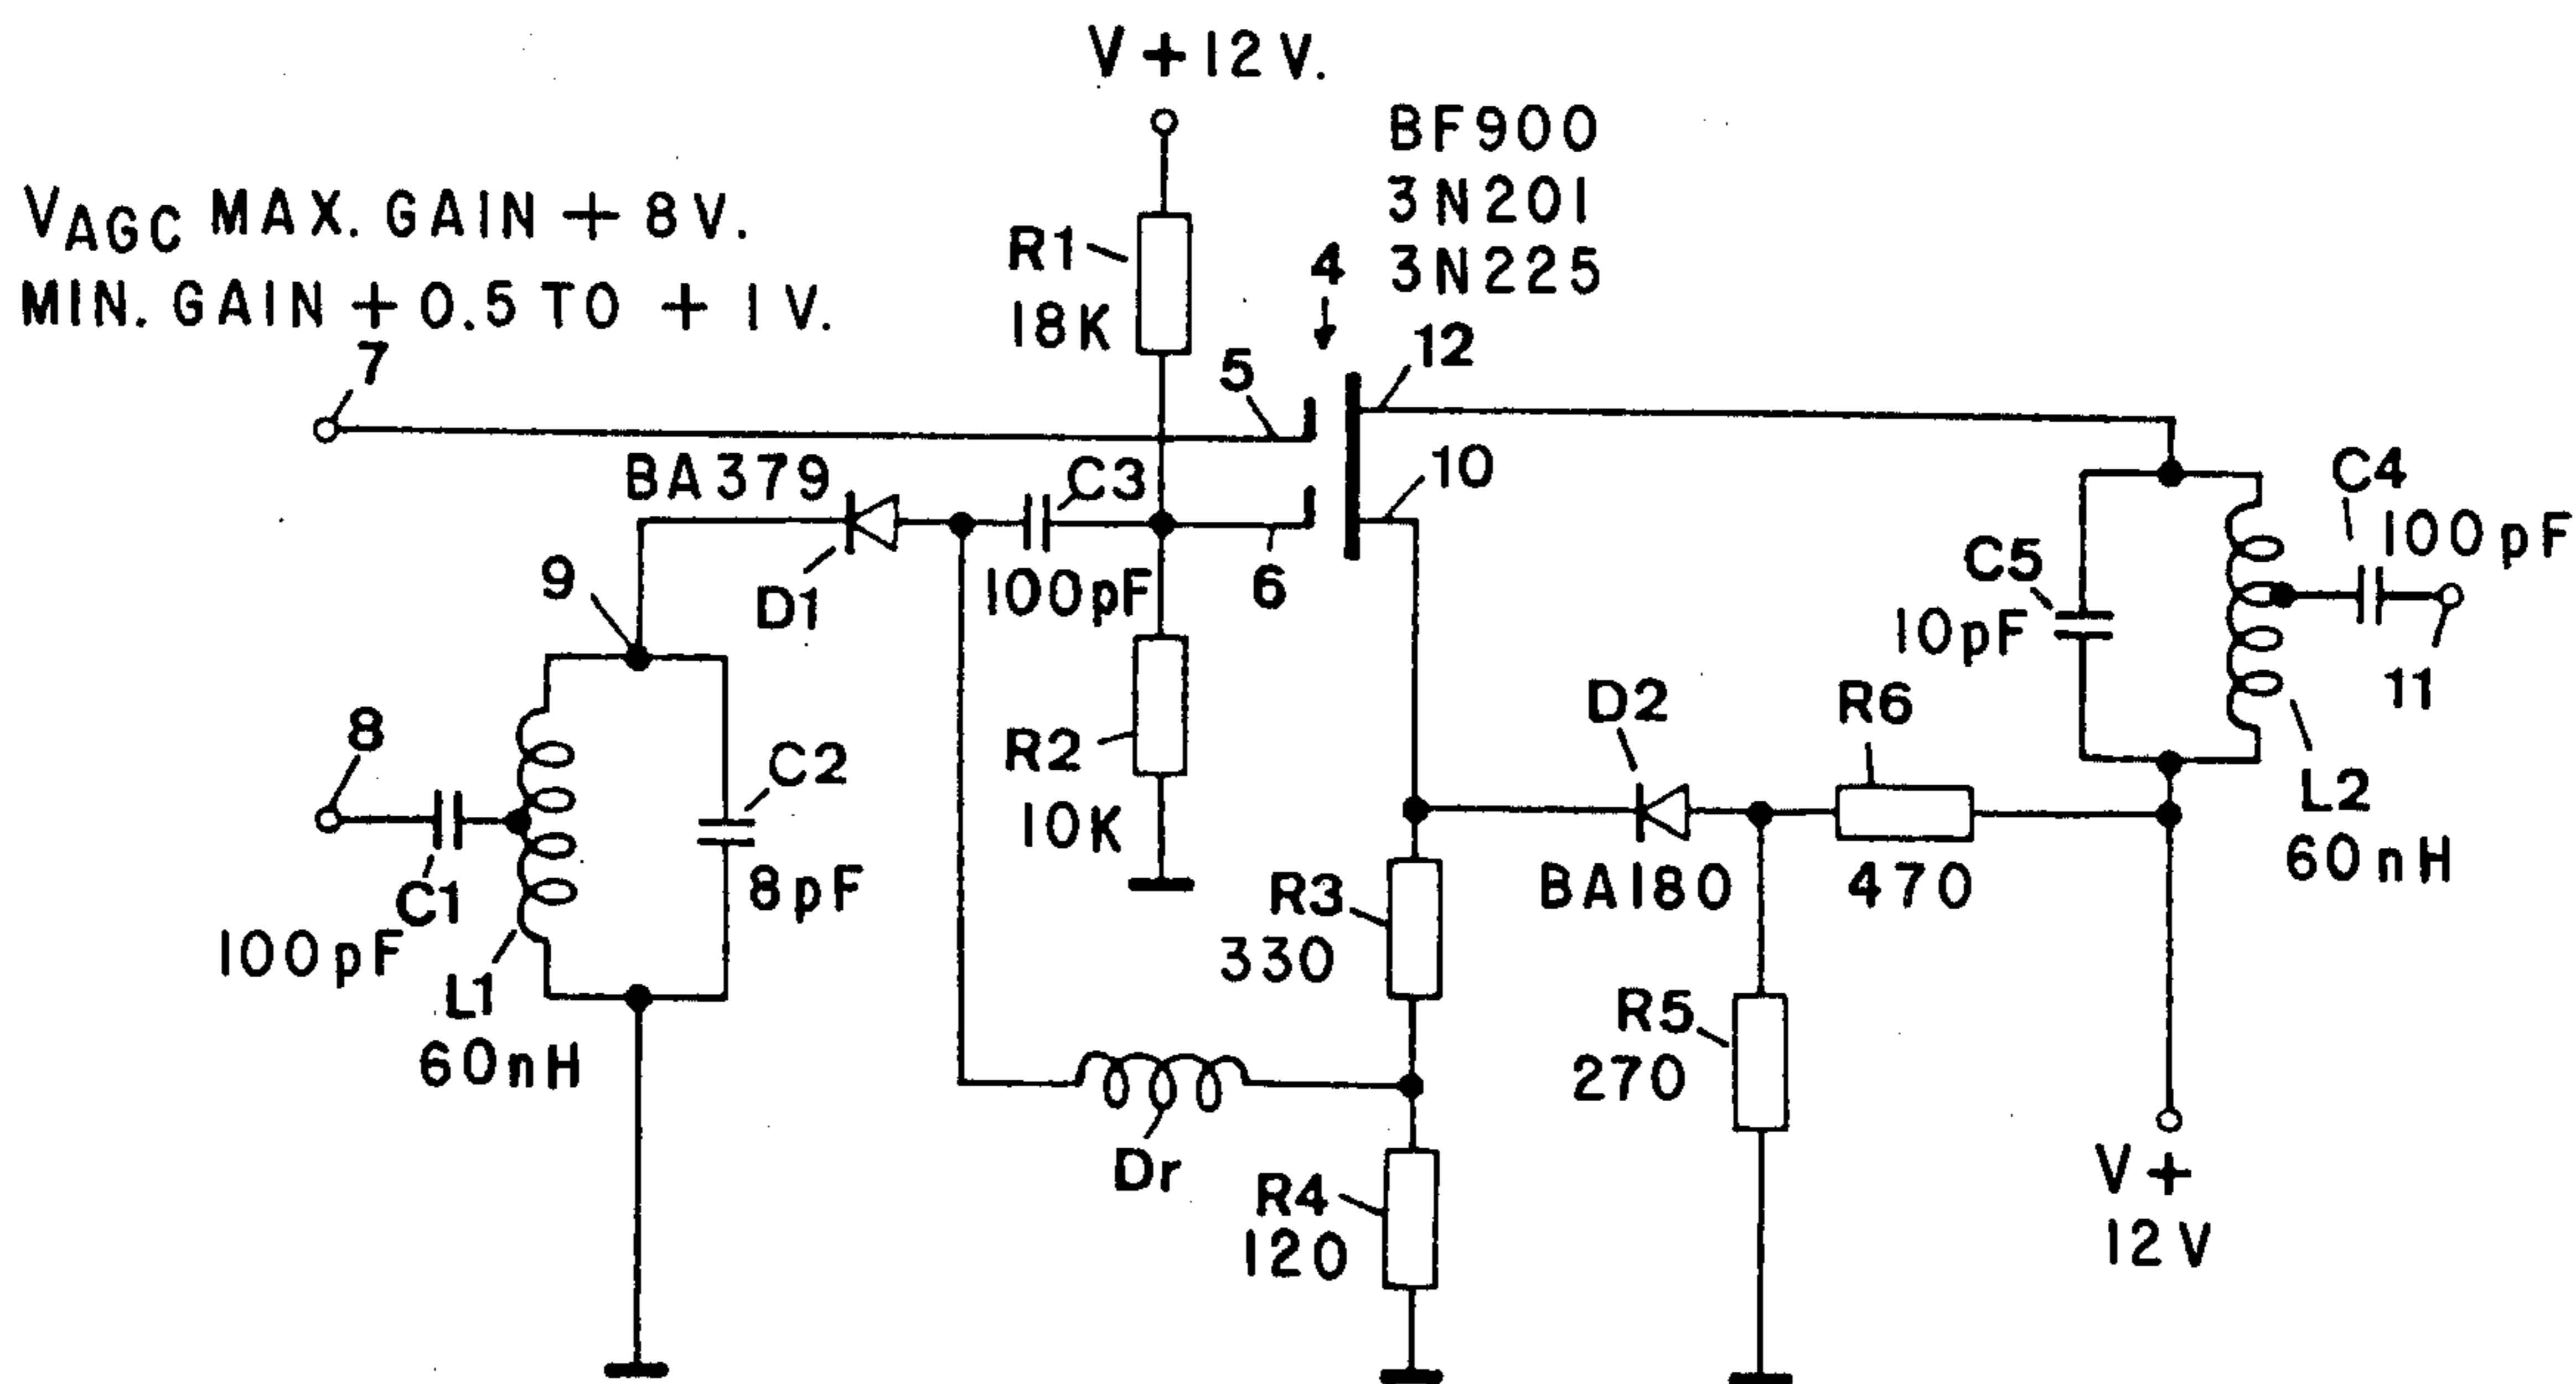 V + 12 V.
BF900
3N201
3N225
VAGC MAX. GAIN + 8 V.
MIN. GAIN + 0.5 TO + 1 V.
R1
18K
4
7
5
12
BA379
C3
10
C4
100pF
D1
100pF
6
C5
10pF
9
11
8
C2
8pF
R2
10K
D2
BA180
R6
470
L2
60nH
C1
100pF
L1
60nH
R3
330
R5
270
Dr
R4
120
V +
12 V